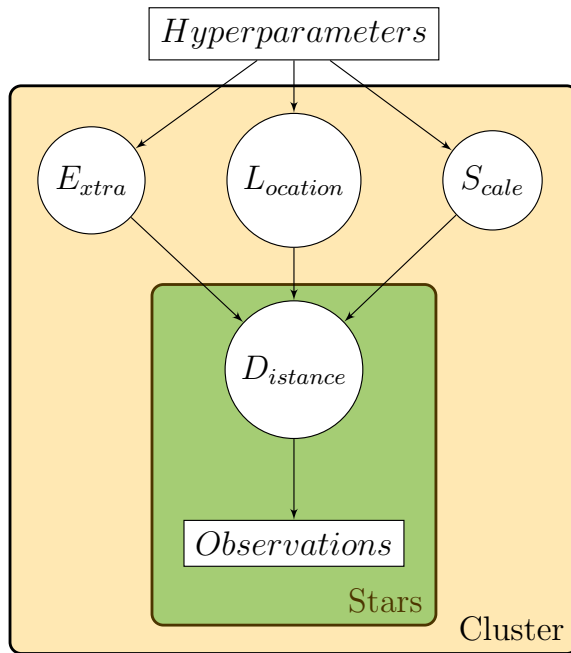 Hyperparameters
Extra
Location
Scale
Distance
Observations
Stars
Cluster